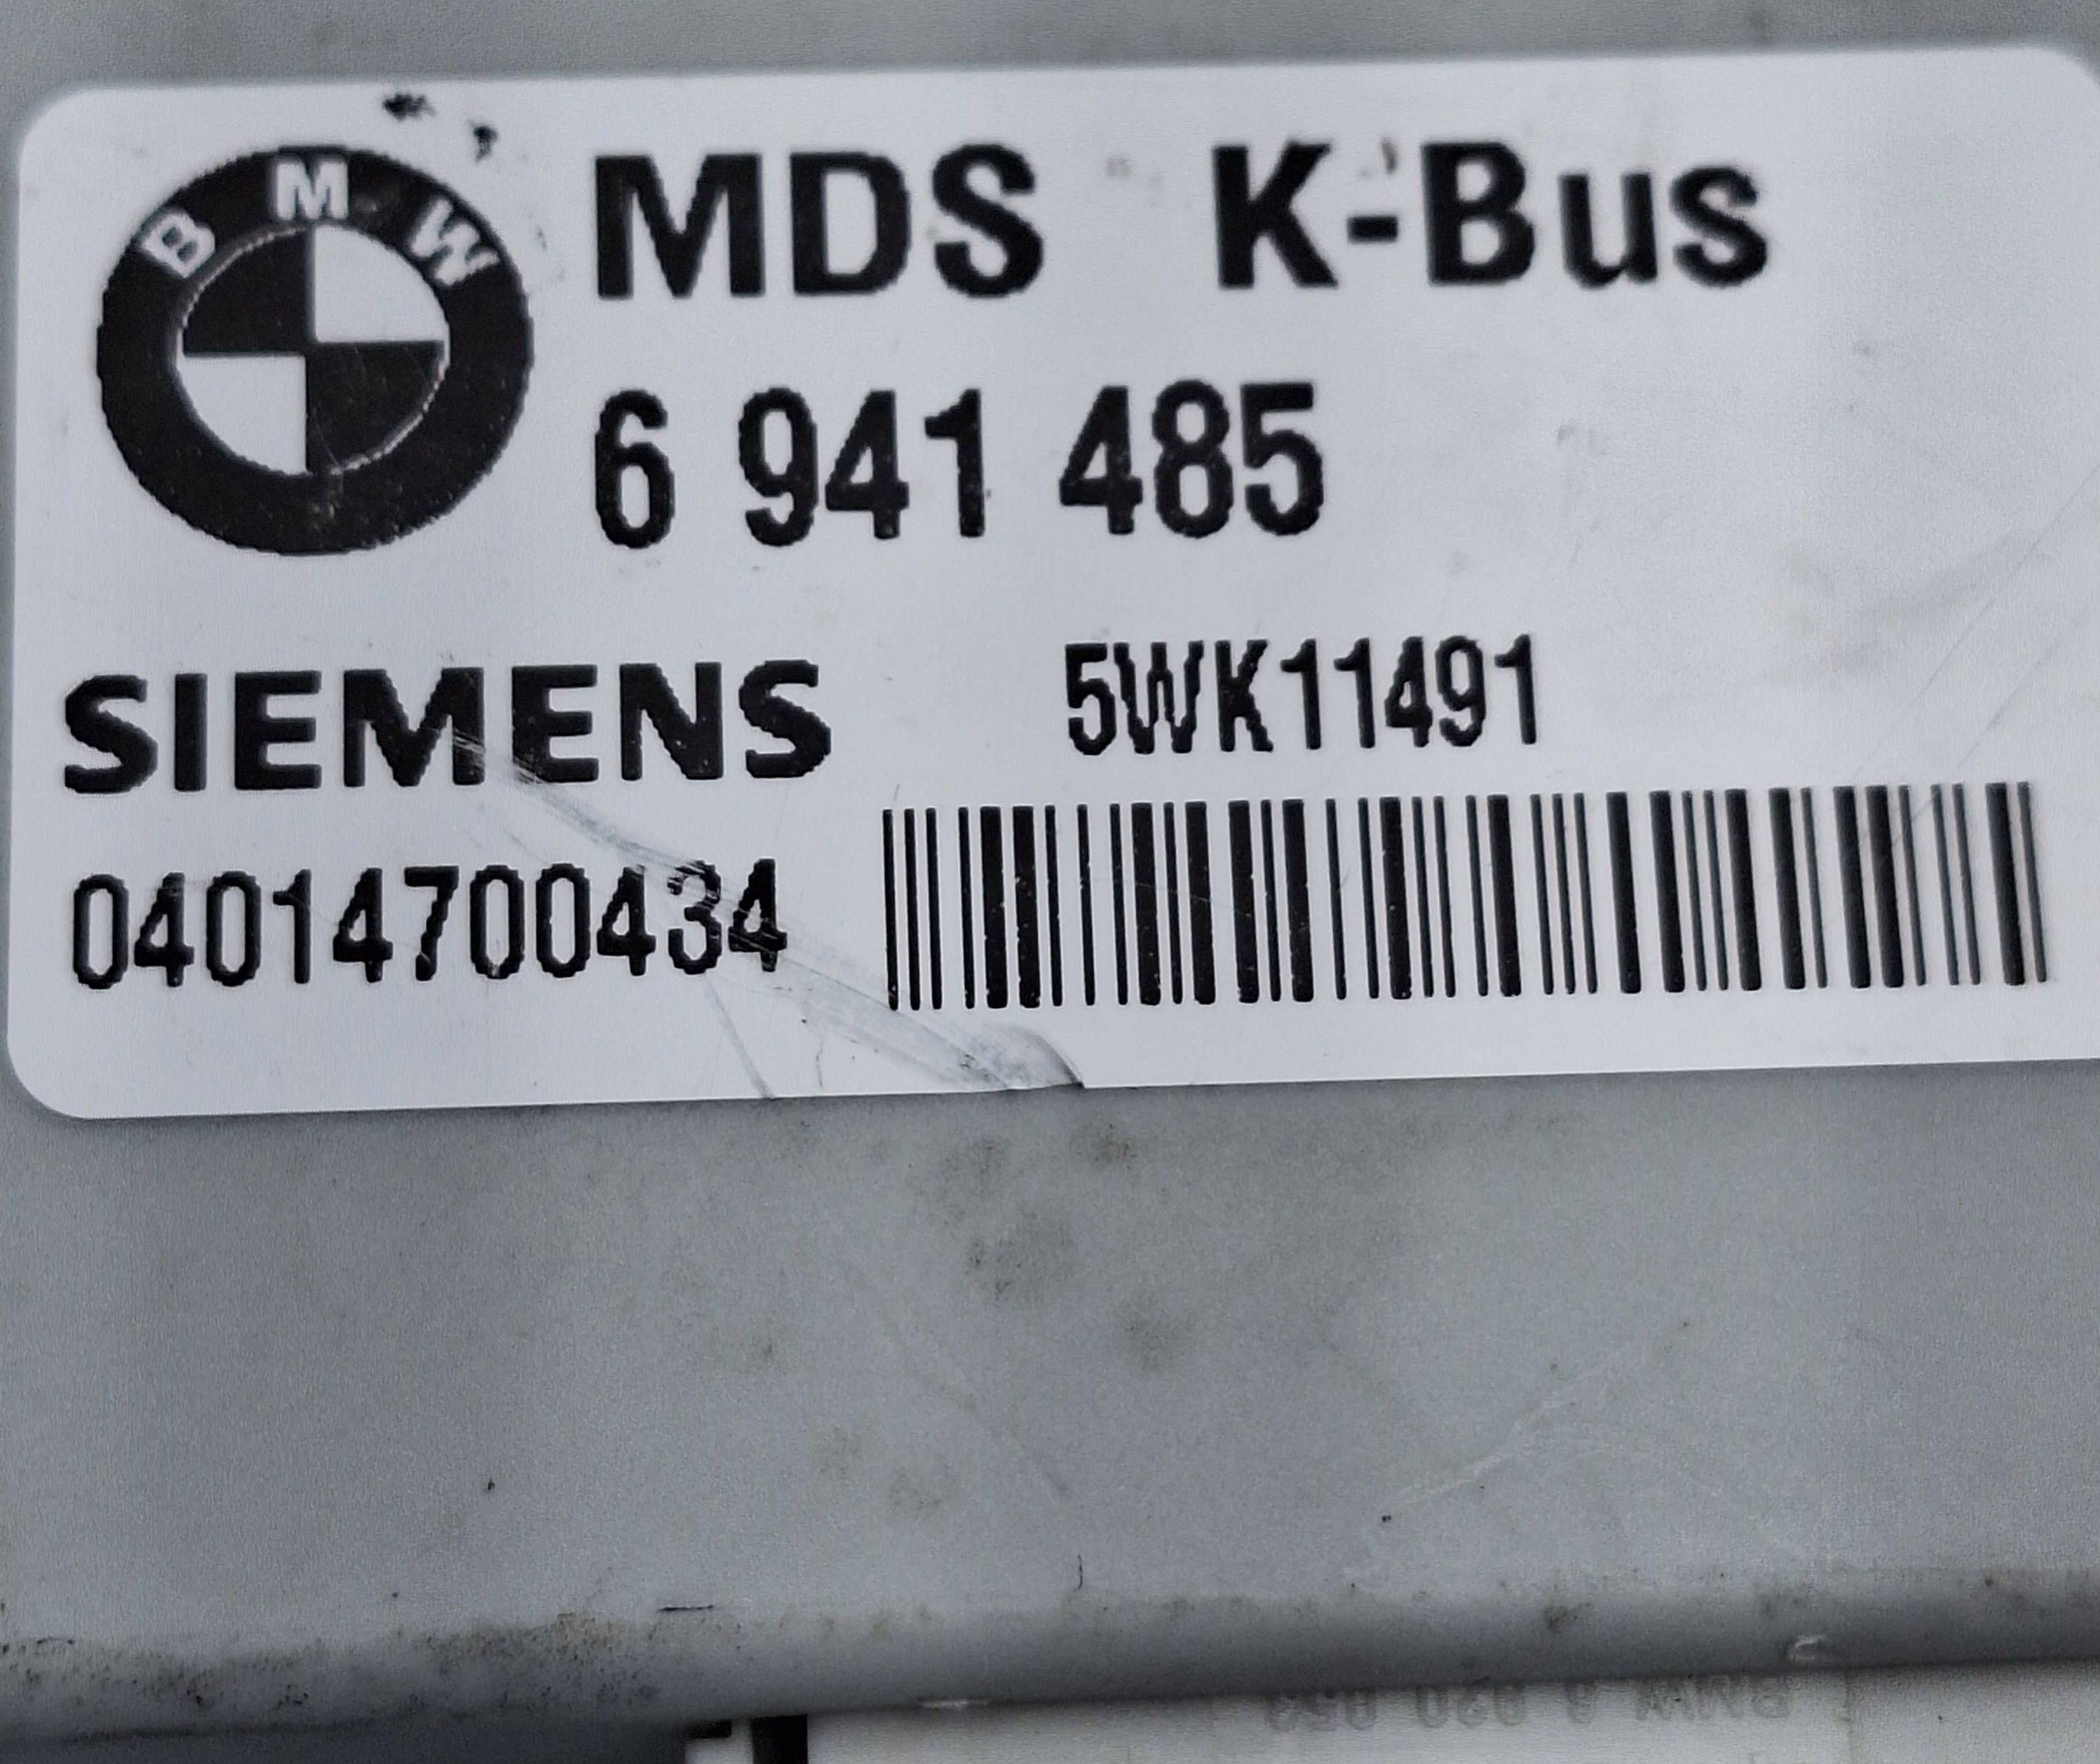 BMW
MDS K-Bus
6 941 485
SIEMENS 5WK11491
04014700434